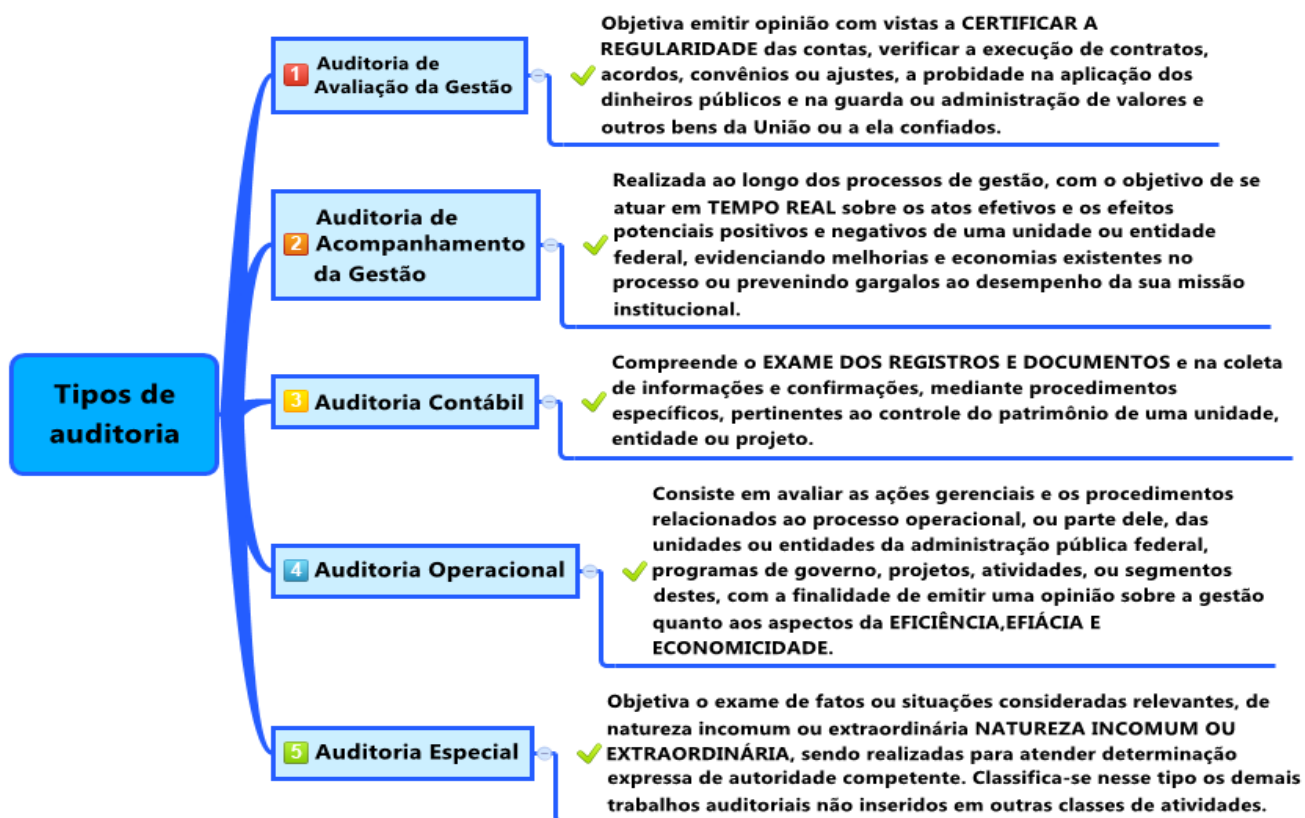 Tipos de
auditoria
1 Auditoria de
Avaliação da Gestão
Objetiva emitir opinião com vistas a CERTIFICAR A
REGULARIDADE das contas, verificar a execução de contratos,
acordos, convênios ou ajustes, a probidade na aplicação dos
dinheiros públicos e na guarda ou administração de valores e
outros bens da União ou a ela confiados.
2 Auditoria de
Acompanhamento
da Gestão
Realizada ao longo dos processos de gestão, com o objetivo de se
atuar em TEMPO REAL sobre os atos efetivos e os efeitos
potenciais positivos e negativos de uma unidade ou entidade
federal, evidenciando melhorias e economias existentes no
processo ou prevenindo gargalos ao desempenho da sua missão
institucional.
3 Auditoria Contábil
Compreende o EXAME DOS REGISTROS E DOCUMENTOS e na coleta
de informações e confirmações, mediante procedimentos
específicos, pertinentes ao controle do patrimônio de uma unidade,
entidade ou projeto.
4 Auditoria Operacional
Consiste em avaliar as ações gerenciais e os procedimentos
relacionados ao processo operacional, ou parte dele, das
unidades ou entidades da administração pública federal,
programas de governo, projetos, atividades, ou segmentos
destes, com a finalidade de emitir uma opinião sobre a gestão
quanto aos aspectos da EFICIÊNCIA,EFIÁCIA E
ECONOMICIDADE.
5 Auditoria Especial
Objetiva o exame de fatos ou situações consideradas relevantes, de
natureza incomum ou extraordinária NATUREZA INCOMUM OU
EXTRAORDINÁRIA, sendo realizadas para atender determinação
expressa de autoridade competente. Classifica-se nesse tipo os demais
trabalhos auditoriais não inseridos em outras classes de atividades.